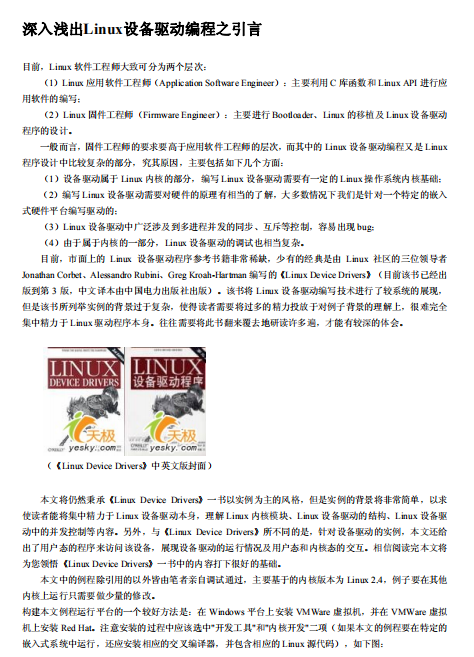 深入浅出Linux设备驱动编程之引言
目前，Linux 软件工程师大致可分为两个层次：
（1）Linux 应用软件工程师（Application Software Engineer）：主要利用 C 库函数和 Linux API 进行应
用软件的编写；
（2）Linux 固件工程师（Firmware Engineer）：主要进行 Bootloader、Linux 的移植及 Linux 设备驱动
程序的设计。
一般而言，固件工程师的要求要高于应用软件工程师的层次，而其中的 Linux 设备驱动编程又是 Linux
程序设计中比较复杂的部分，究其原因，主要包括如下几个方面：
（1）设备驱动属于 Linux 内核的部分，编写 Linux 设备驱动需要有一定的 Linux 操作系统内核基础；
（2）编写 Linux 设备驱动需要对硬件的原理有相当的了解，大多数情况下我们是针对一个特定的嵌入
式硬件平台编写驱动的；
（3）Linux 设备驱动中广泛涉及到多进程并发的同步、互斥等控制，容易出现 bug；
（4）由于属于内核的一部分，Linux 设备驱动的调试也相当复杂。
目前，市面上的 Linux 设备驱动程序参考书籍非常稀缺，少有的经典是由 Linux 社区的三位领导者
Jonathan Corbet、Alessandro Rubini、Greg Kroah-Hartman 编写的《Linux Device Drivers》（目前该书已经出
版到第 3 版，中文译本由中国电力出版社出版）。该书将 Linux 设备驱动编写技术进行了较系统的展现，
但是该书所列举实例的背景过于复杂，使得读者需要将过多的精力投放于对例子背景的理解上，很难完全
集中精力于 Linux 驱动程序本身。往往需要将此书翻来覆去地研读许多遍，才能有较深的体会。
LINUX
DEVICE DRIVERS
LINUX
设备驱动程序
天极
yesky.com
天极
yesky.com
（《Linux Device Drivers》中英文版封面）
本文将仍然秉承《Linux Device Drivers》一书以实例为主的风格，但是实例的背景将非常简单，以求
使读者能将集中精力于 Linux 设备驱动本身，理解 Linux 内核模块、Linux 设备驱动的结构、Linux 设备驱
动中的并发控制等内容。另外，与《Linux Device Drivers》所不同的是，针对设备驱动的实例，本文还给
出了用户态的程序来访问该设备，展现设备驱动的运行情况及用户态和内核态的交互。相信阅读完本文将
为您领悟《Linux Device Drivers》一书中的内容打下很好的基础。
本文中的例程除引用的以外皆由笔者亲自调试通过，主要基于的内核版本为 Linux 2.4，例子要在其他
内核上运行只需要做少量的修改。
构建本文例程运行平台的一个较好方法是：在 Windows 平台上安装 VMWare 虚拟机，并在 VMWare 虚拟
机上安装 Red Hat。注意安装的过程中应该选中"开发工具"和"内核开发"二项（如果本文的例程要在特定的
嵌入式系统中运行，还应安装相应的交叉编译器，并包含相应的 Linux 源代码），如下图：